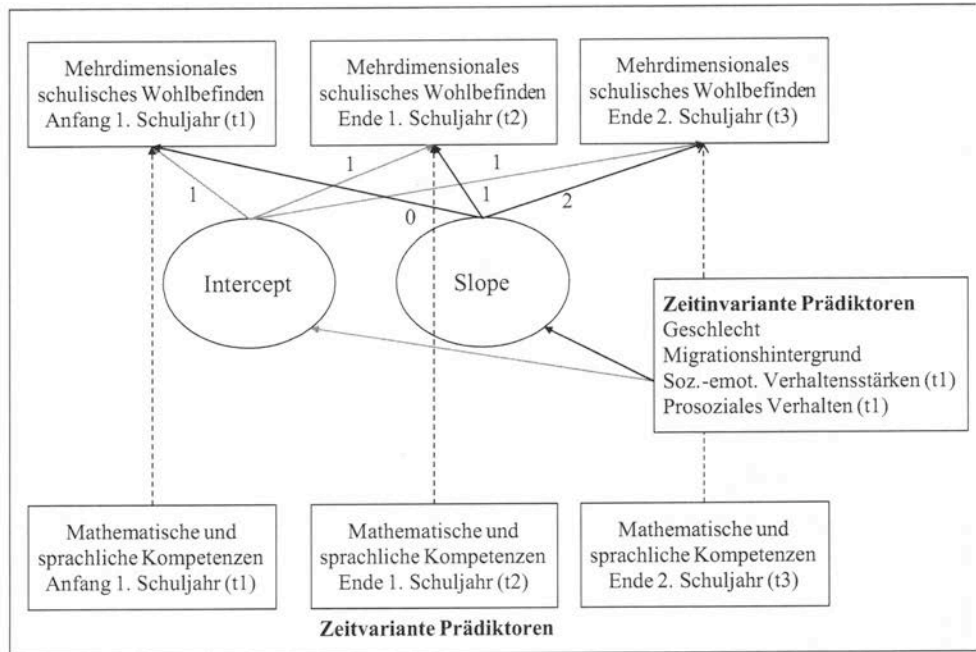 Mehrdimensionales
schulisches Wohlbefinden
Anfang 1. Schuljahr (t1)
Mehrdimensionales
schulisches Wohlbefinden
Ende 1. Schuljahr (t2)
Mehrdimensionales
schulisches Wohlbefinden
Ende 2. Schuljahr (t3)
1
1
1
0
1
2
Intercept
Slope
Zeitinvariante Prädiktoren
Geschlecht
Migrationshintergrund
Soz.-emot. Verhaltensstärken (t1)
Prosoziales Verhalten (t1)
Mathematische und
sprachliche Kompetenzen
Anfang 1. Schuljahr (t1)
Mathematische und
sprachliche Kompetenzen
Ende 1. Schuljahr (t2)
Mathematische und
sprachliche Kompetenzen
Ende 2. Schuljahr (t3)
Zeitvariante Prädiktoren